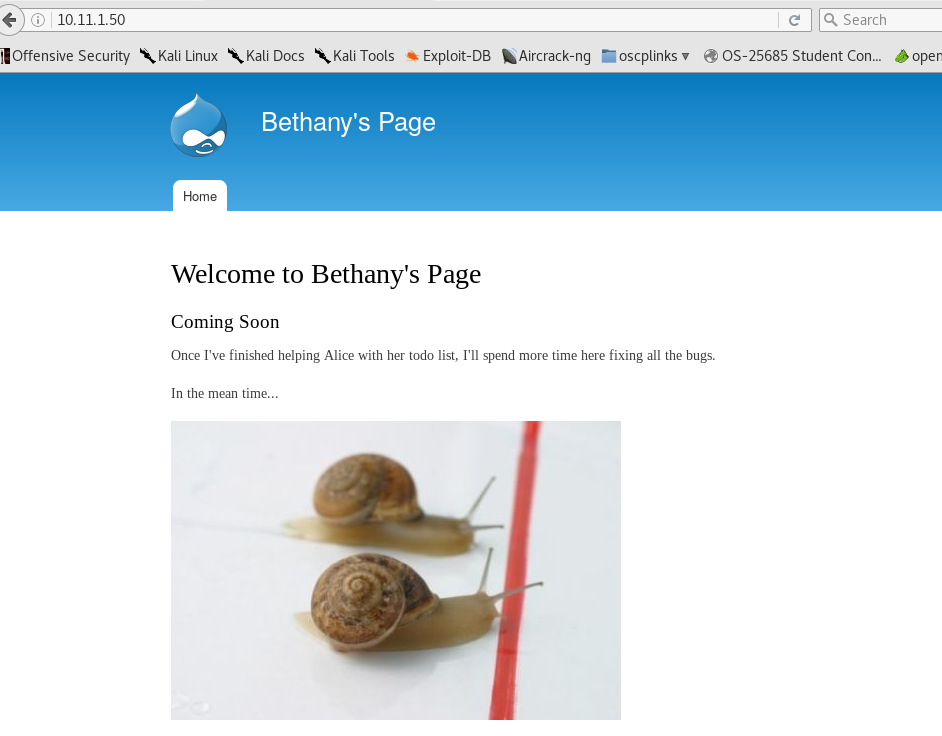 10.11.1.50
Search
Offensive Security Kali Linux Kali Docs Kali Tools Exploit-DB Aircrack-ng oscplinks OS-25685 Student Con... open
Bethany's Page
Home
Welcome to Bethany's Page
Coming Soon
Once I've finished helping Alice with her todo list, I'll spend more time here fixing all the bugs.
In the mean time...